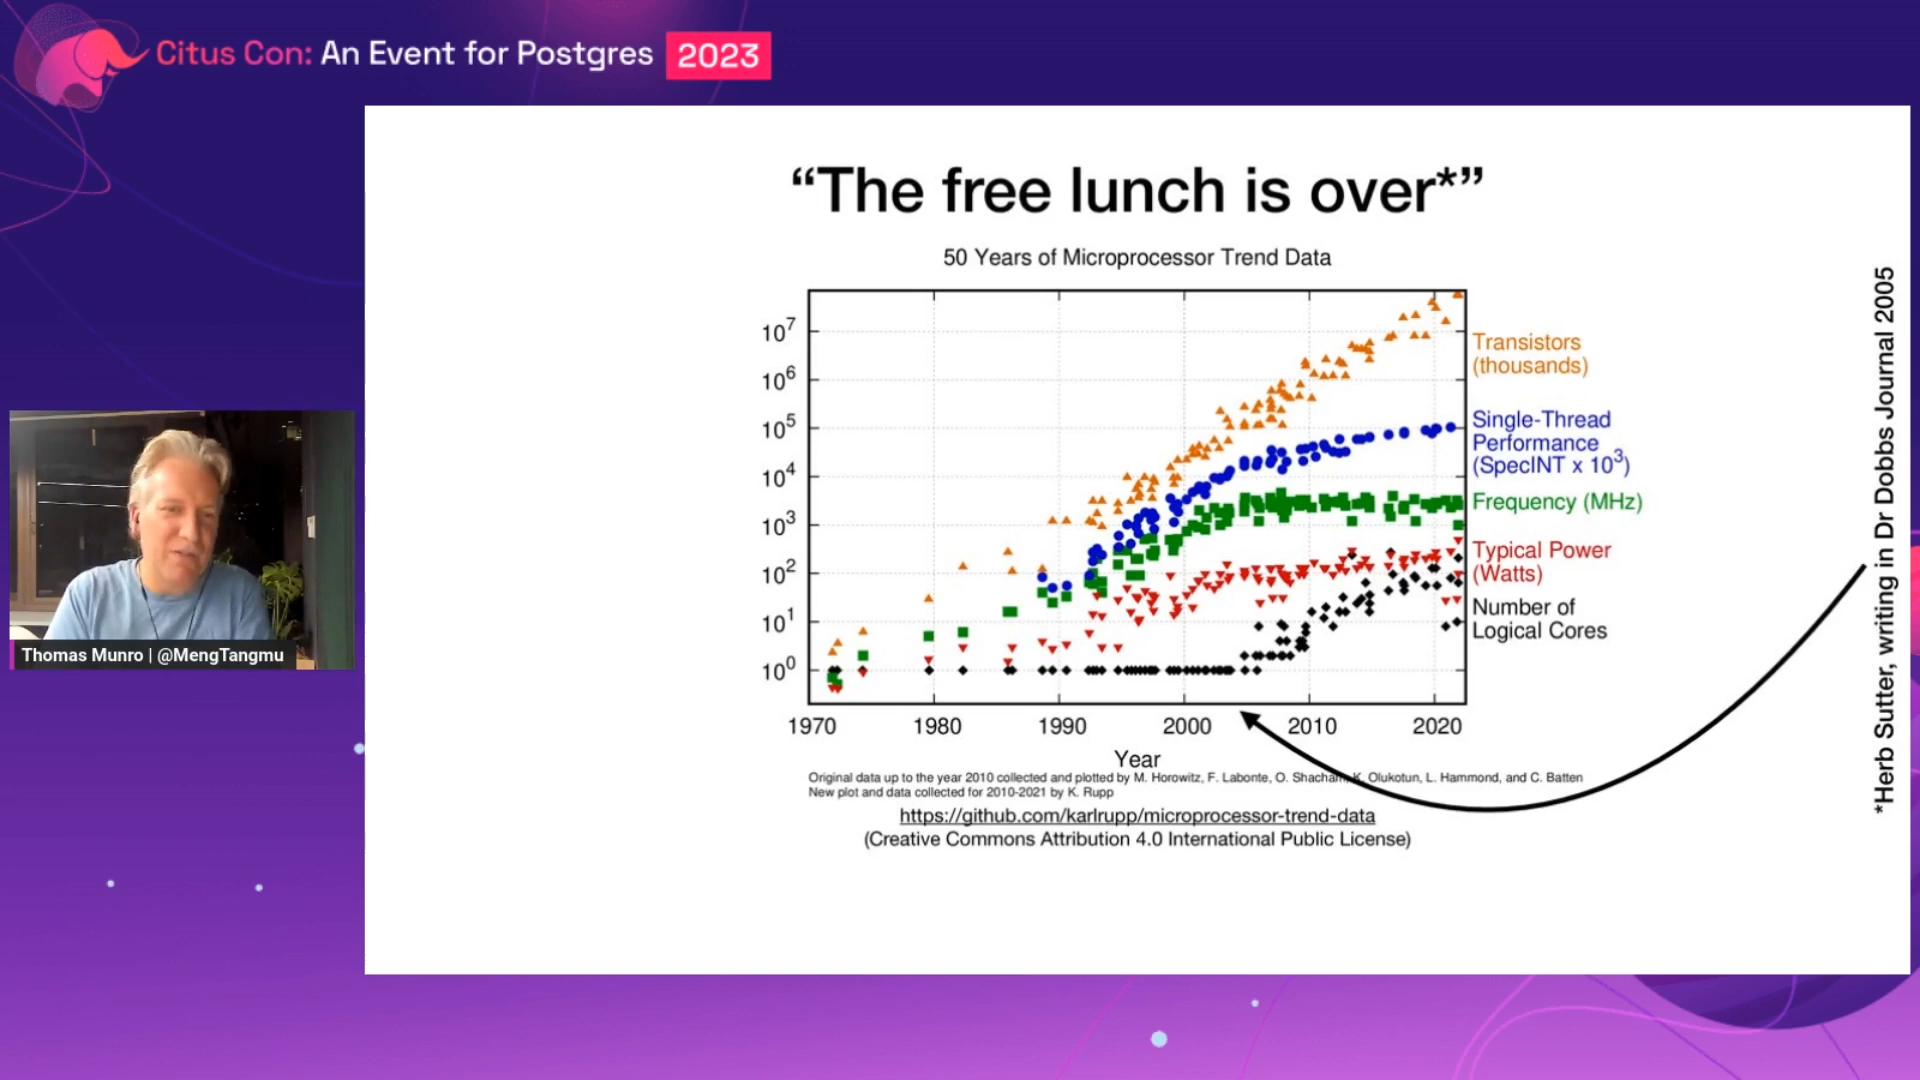 Citus Con: An Event for Postgres 2023
“The free lunch is over*”
50 Years of Microprocessor Trend Data
10⁷
10⁶
10⁵
10⁴
10³
10²
10¹
10⁰
Transistors
(thousands)
Single-Thread
Performance
(SpecINT x 10³)
Frequency (MHz)
Typical Power
(Watts)
Number of
Logical Cores
1970 1980 1990 2000 2010 2020
Year
Original data up to the year 2010 collected and plotted by M. Horowitz, F. Labonte, O. Shacham, K. Olukotun, L. Hammond, and C. Batten
New plot and data collected for 2010-2021 by K. Rupp
https://github.com/karlrupp/microprocessor-trend-data
(Creative Commons Attribution 4.0 International Public License)
*Herb Sutter, writing in Dr Dobbs Journal 2005
Thomas Munro | @MengTangmu